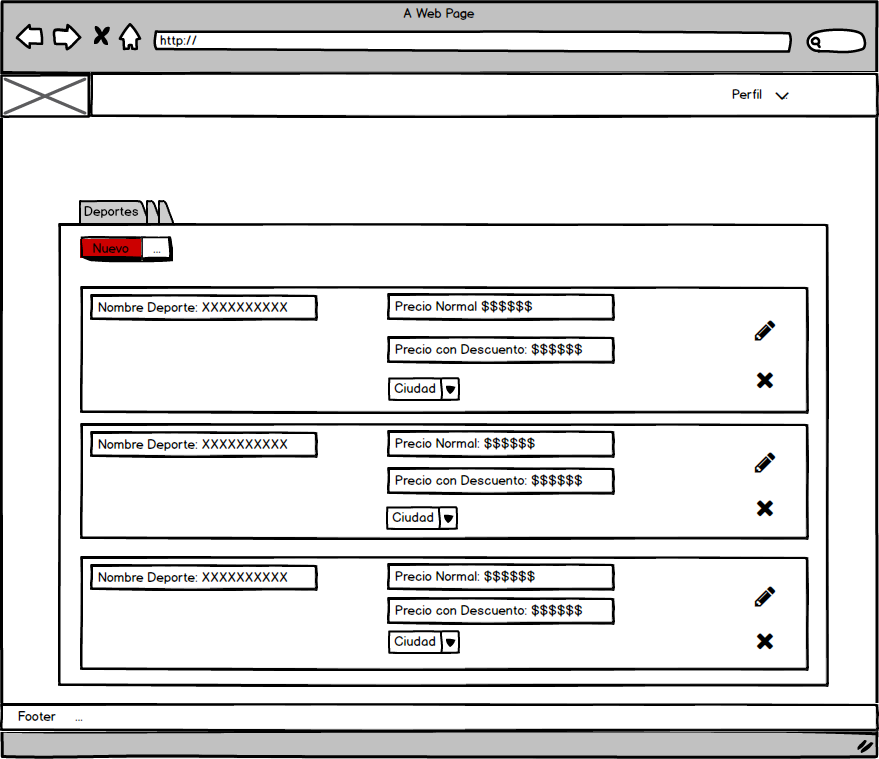 A Web Page
http://
Perfil
Deportes
Nuevo ...
Nombre Deporte: XXXXXXXXXX
Precio Normal $$$$$$
Precio con Descuento: $$$$$$
Ciudad
Nombre Deporte: XXXXXXXXXX
Precio Normal: $$$$$$
Precio con Descuento: $$$$$$
Ciudad
Nombre Deporte: XXXXXXXXXX
Precio Normal: $$$$$$
Precio con Descuento: $$$$$$
Ciudad
Footer ...